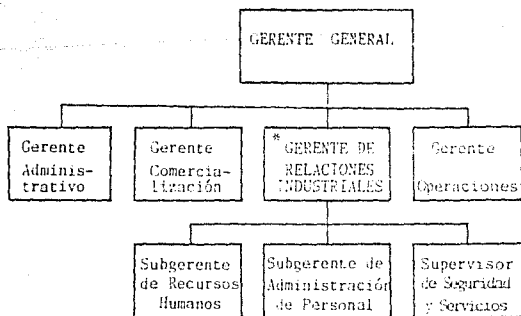 GERENTE GENERAL
Gerente
Adminis-
trativo
Gerente
Comercia-
lización
* GERENTE DE
RELACIONES
INDUSTRIALES
Gerente
Operaciones
Subgerente
de Recursos
Humanos
Subgerente de
Administración
de Personal
Supervisor
de Seguridad
y Servicios